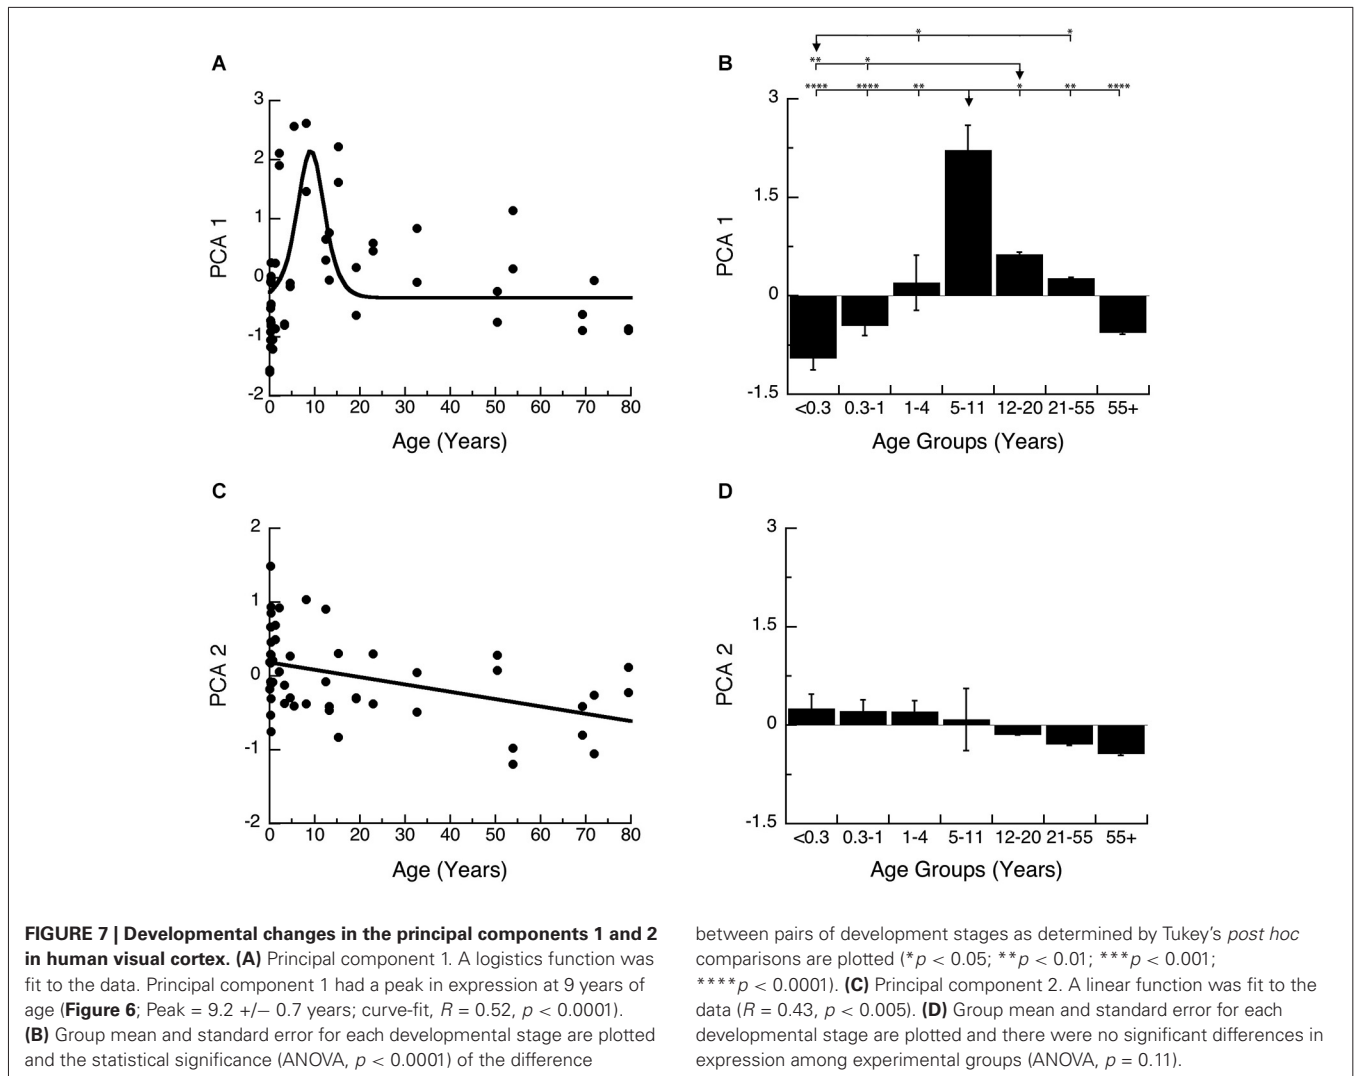 A
3
2
1
0
-1
-2
PCA 1
0 10 20 30 40 50 60 70 80
Age (Years)
B
* *
** *
**** **** ** * ** ****
3
1.5
0
-1.5
PCA 1
<0.3 0.3-1 1-4 5-11 12-20 21-55 55+
Age Groups (Years)
C
2
1
0
-1
-2
PCA 2
0 10 20 30 40 50 60 70 80
Age (Years)
D
3
1.5
0
-1.5
PCA 2
<0.3 0.3-1 1-4 5-11 12-20 21-55 55+
Age Groups (Years)
FIGURE 7 | Developmental changes in the principal components 1 and 2
in human visual cortex. (A) Principal component 1. A logistics function was
fit to the data. Principal component 1 had a peak in expression at 9 years of
age (Figure 6; Peak = 9.2 +/− 0.7 years; curve-fit, R = 0.52, p < 0.0001).
(B) Group mean and standard error for each developmental stage are plotted
and the statistical significance (ANOVA, p < 0.0001) of the difference
between pairs of development stages as determined by Tukey's post hoc
comparisons are plotted (*p < 0.05; **p < 0.01; ***p < 0.001;
****p < 0.0001). (C) Principal component 2. A linear function was fit to the
data (R = 0.43, p < 0.005). (D) Group mean and standard error for each
developmental stage are plotted and there were no significant differences in
expression among experimental groups (ANOVA, p = 0.11).